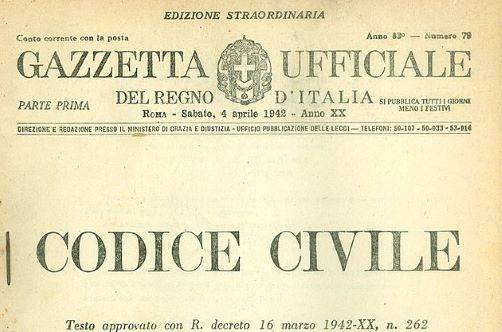 EDIZIONE STRAORDINARIA
Conto corrente con la posta
Anno 83° — Numero 79
GAZZETTA UFFICIALE
DEL REGNO D'ITALIA
PARTE PRIMA
SI PUBBLICA TUTTI I GIORNI
MENO I FESTIVI
ROMA - Sabato, 4 aprile 1942 - Anno XX
DIREZIONE E REDAZIONE PRESSO IL MINISTERO DI GRAZIA E GIUSTIZIA - UFFICIO PUBBLICAZIONE DELLE LEGGI — TELEFONI: 50-107 - 50-033 - 53-914
CODICE CIVILE
Testo approvato con R. decreto 16 marzo 1942-XX, n. 262